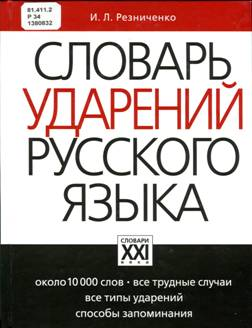 81.411.2
Р 34
1380832
И. Л. Резниченко
СЛОВАРЬ
УДАРЕНИЙ
РУССКОГО
ЯЗЫКА
СЛОВАРИ
XXI
ВЕКА
около 10 000 слов • все трудные случаи
все типы ударений
способы запоминания